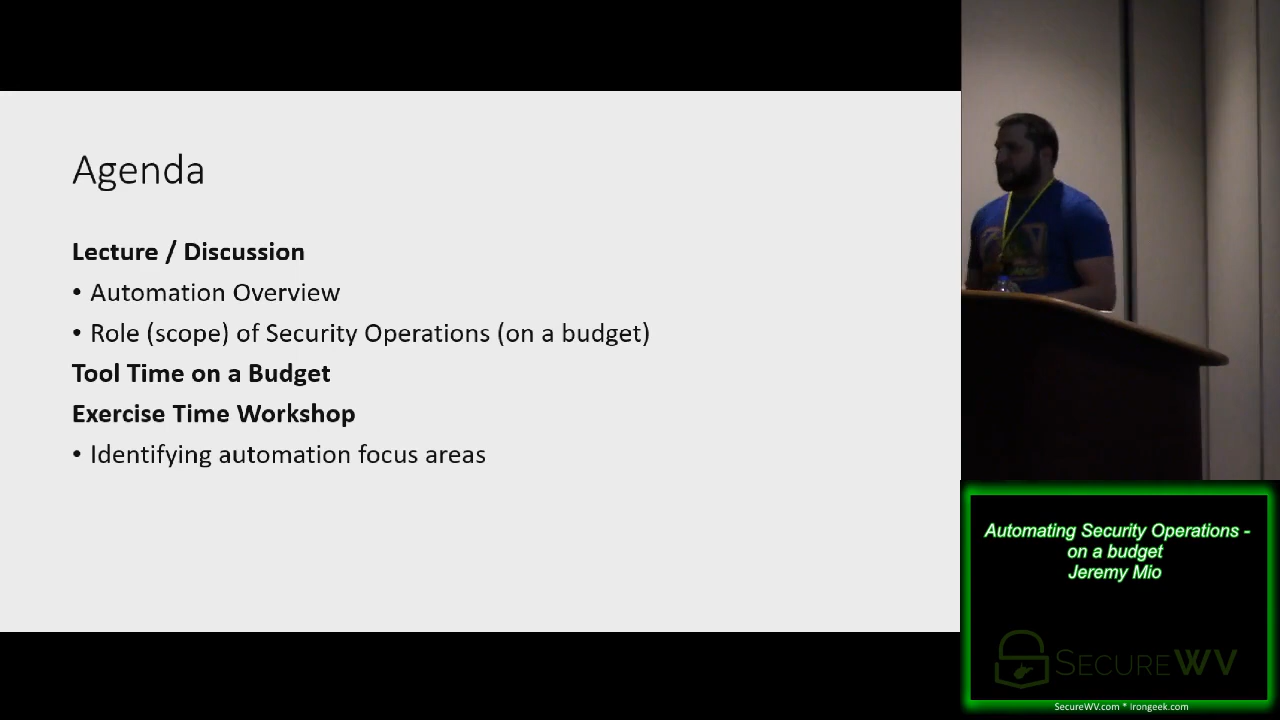 Agenda
Lecture / Discussion
• Automation Overview
• Role (scope) of Security Operations (on a budget)
Tool Time on a Budget
Exercise Time Workshop
• Identifying automation focus areas
Automating Security Operations -
on a budget
Jeremy Mio
SECUREWV
SecureWV.com * irongeek.com